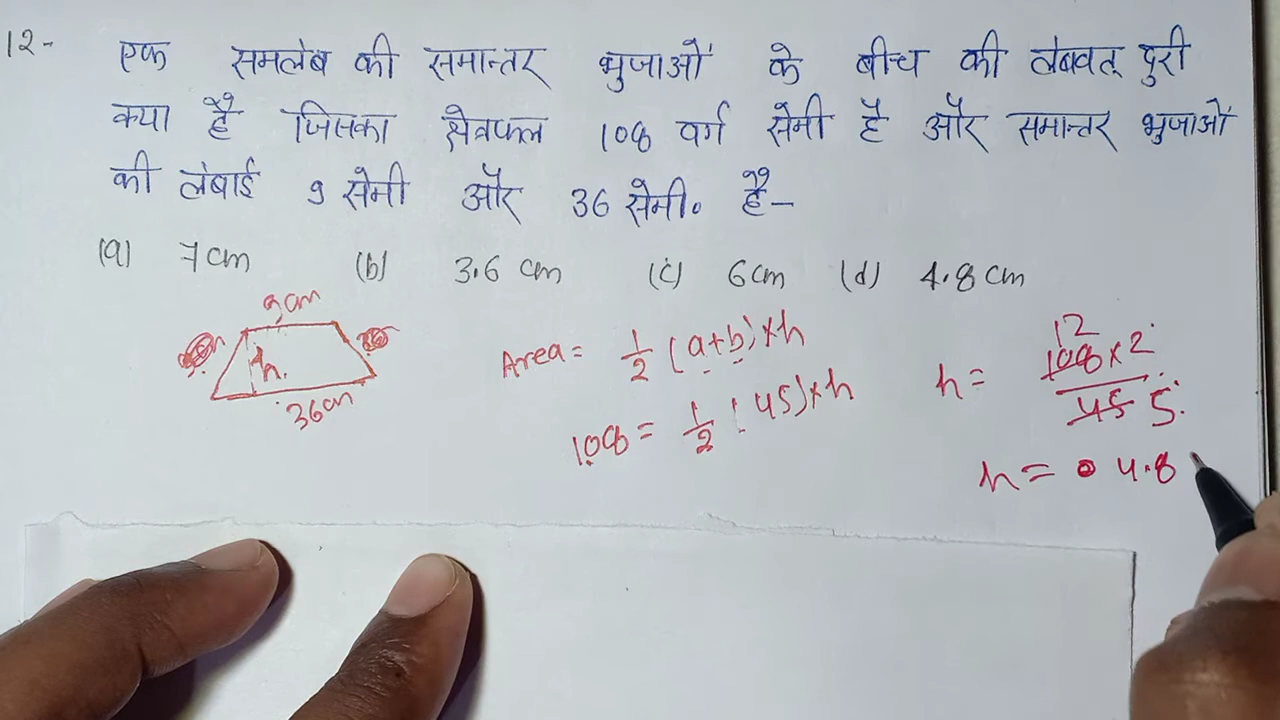 12- एक समलंब की समान्तर भुजाओं के बीच की लंबवत् दुरी
क्या है जिसका क्षेत्रफल 108 वर्ग सेमी है और समान्तर भुजाओं
की लंबाई 9 सेमी और 36 सेमी. है-
(a) 7cm (b) 3.6 cm (c) 6cm (d) 4.8 cm
9cm
h.
36cm
Area = 1/2 (a+b) × h
108 = 1/2 (45) × h
12
h = 108 × 2 / 45 5
h = 4.8